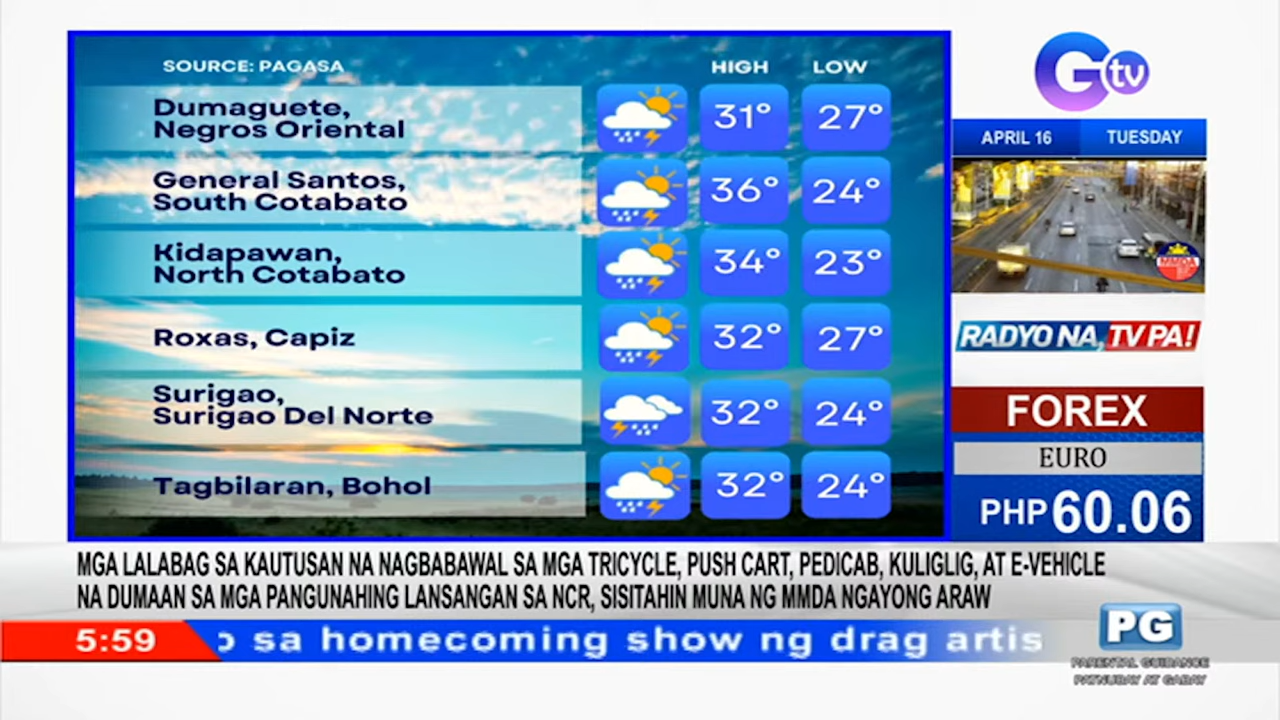 SOURCE: PAGASA
HIGH LOW
Dumaguete,
Negros Oriental
31° 27°
General Santos,
South Cotabato
36° 24°
Kidapawan,
North Cotabato
34° 23°
Roxas, Capiz
32° 27°
Surigao,
Surigao Del Norte
32° 24°
Tagbilaran, Bohol
32° 24°
Gtv
APRIL 16 TUESDAY
MMDA
RADYO NA, TV PA!
FOREX
EURO
PHP 60.06
MGA LALABAG SA KAUTUSAN NA NAGBABAWAL SA MGA TRICYCLE, PUSH CART, PEDICAB, KULIGLIG, AT E-VEHICLE
NA DUMAAN SA MGA PANGUNAHING LANSANGAN SA NCR, SISITAHIN MUNA NG MMDA NGAYONG ARAW
5:59
o sa homecoming show ng drag artis
PG
PARENTAL GUIDANCE
PATNUBAY AT GABAY